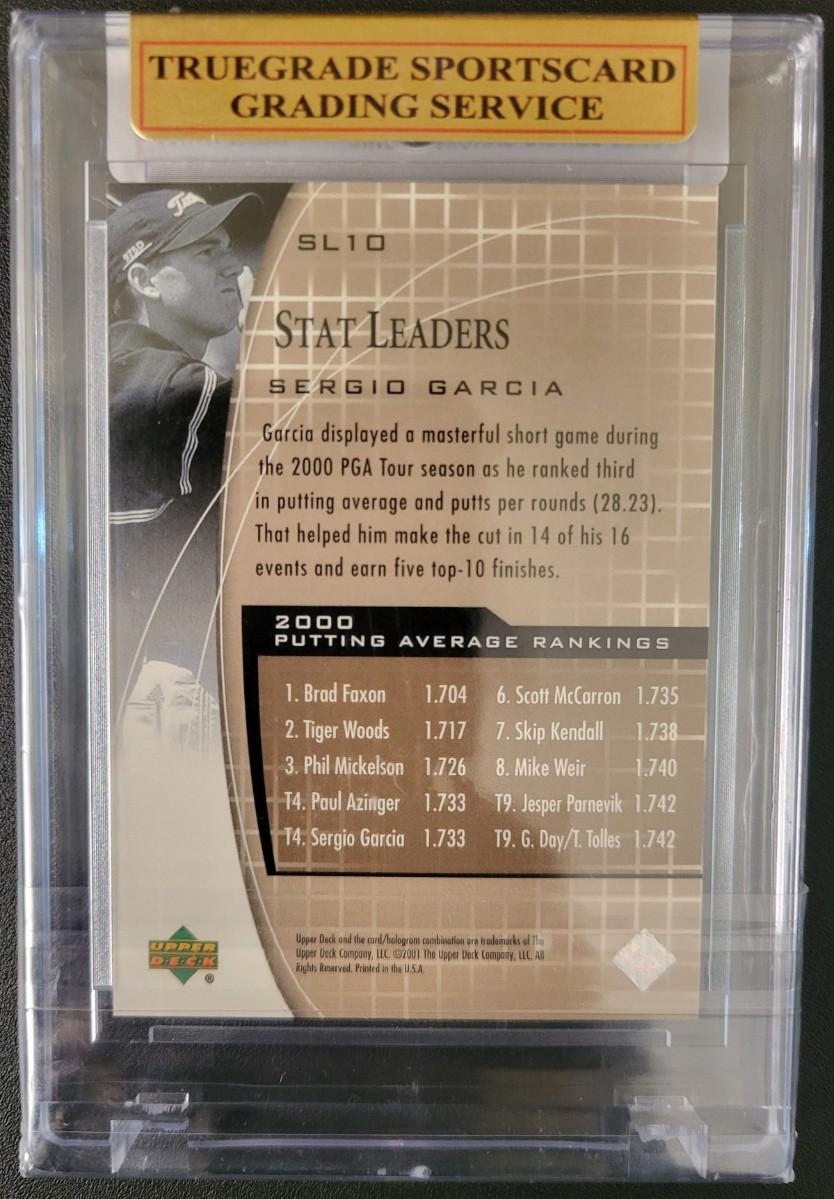 TRUEGRADE SPORTSCARD
GRADING SERVICE
SL10
STAT LEADERS
SERGIO GARCIA
Garcia displayed a masterful short game during
the 2000 PGA Tour season as he ranked third
in putting average and putts per rounds (28.23).
That helped him make the cut in 14 of his 16
events and earn five top-10 finishes.
2000
PUTTING AVERAGE RANKINGS
1. Brad Faxon 1.704 6. Scott McCarron 1.735
2. Tiger Woods 1.717 7. Skip Kendall 1.738
3. Phil Mickelson 1.726 8. Mike Weir 1.740
T4. Paul Azinger 1.733 T9. Jesper Parnevik 1.742
T4. Sergio Garcia 1.733 T9. G. Day/T. Tolles 1.742
UPPER
D·E·C·K
®
Upper Deck and the card/hologram combination are trademarks of The
Upper Deck Company, LLC. ©2001 The Upper Deck Company, LLC. All
Rights Reserved. Printed in the U.S.A.